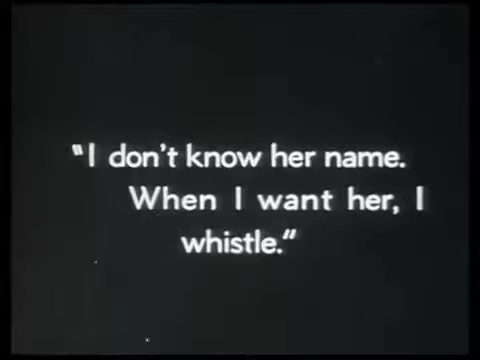 "I don't know her name.
When I want her, I
whistle."